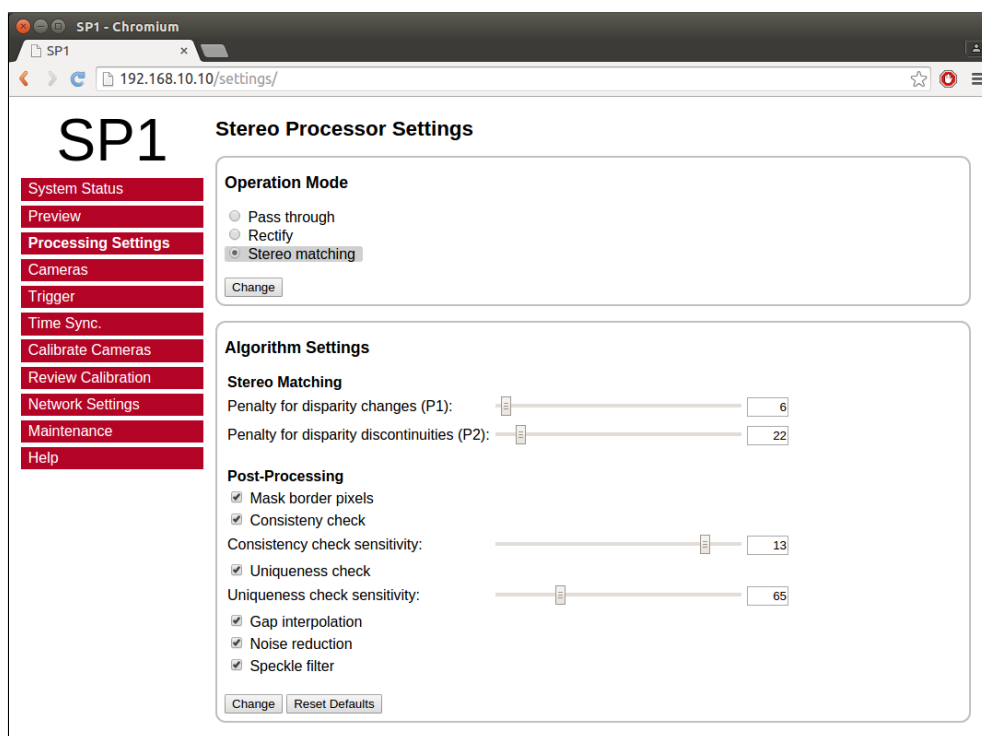 SP1 - Chromium
SP1
192.168.10.10/settings/
SP1
System Status
Preview
Processing Settings
Cameras
Trigger
Time Sync.
Calibrate Cameras
Review Calibration
Network Settings
Maintenance
Help
Stereo Processor Settings
Operation Mode
Pass through
Rectify
Stereo matching
Change
Algorithm Settings
Stereo Matching
Penalty for disparity changes (P1): 6
Penalty for disparity discontinuities (P2): 22
Post-Processing
Mask border pixels
Consisteny check
Consistency check sensitivity: 13
Uniqueness check
Uniqueness check sensitivity: 65
Gap interpolation
Noise reduction
Speckle filter
Change Reset Defaults